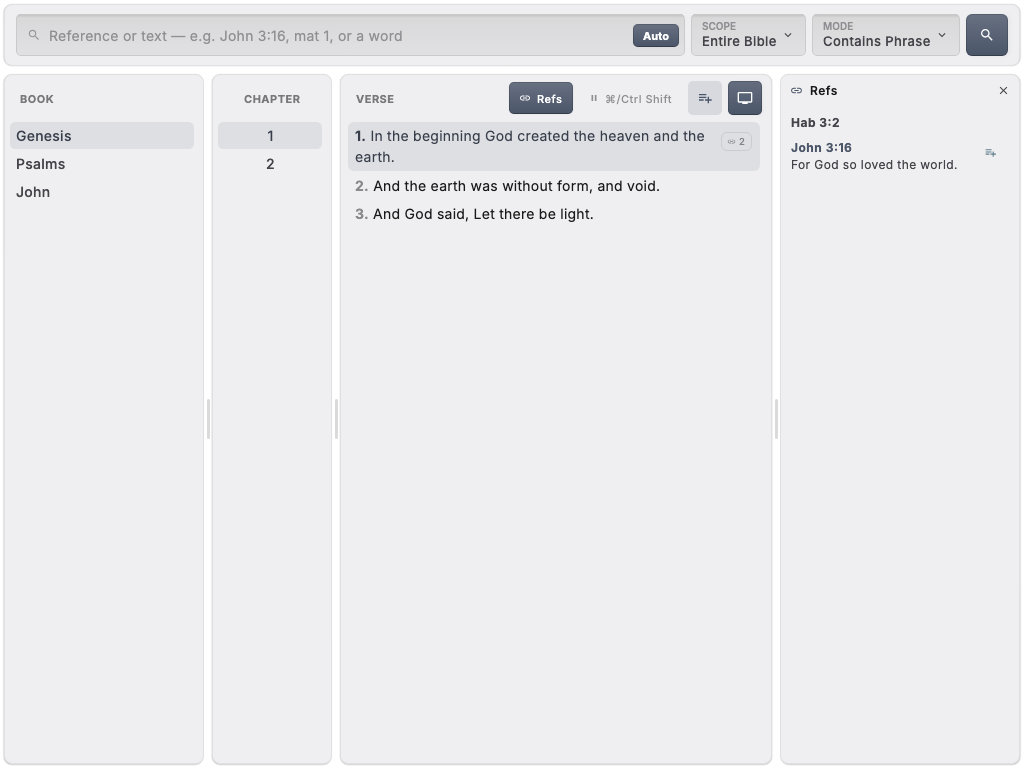 Reference or text — e.g. John 3:16, mat 1, or a word
Auto
SCOPE
Entire Bible
MODE
Contains Phrase
BOOK
Genesis
Psalms
John
CHAPTER
1
2
VERSE
Refs
⌘/Ctrl Shift
1. In the beginning God created the heaven and the
earth.
2
2. And the earth was without form, and void.
3. And God said, Let there be light.
Refs
Hab 3:2
John 3:16
For God so loved the world.